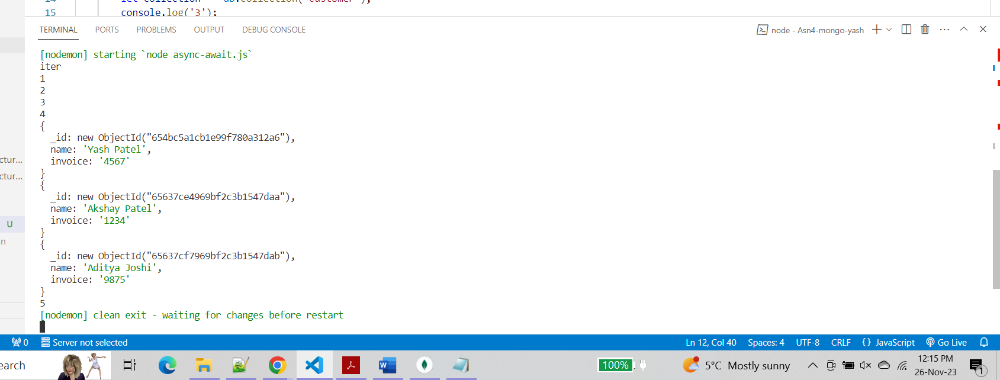 15 console.log('3');
TERMINAL PORTS PROBLEMS OUTPUT DEBUG CONSOLE node - Asn4-mongo-yash
[nodemon] starting `node async-await.js`
iter
1
2
3
4
{
_id: new ObjectId("654bc5a1cb1e99f780a312a6"),
name: 'Yash Patel',
invoice: '4567'
}
{
_id: new ObjectId("65637ce4969bf2c3b1547daa"),
name: 'Akshay Patel',
invoice: '1234'
}
{
_id: new ObjectId("65637cf7969bf2c3b1547dab"),
name: 'Aditya Joshi',
invoice: '9875'
}
5
[nodemon] clean exit - waiting for changes before restart
ctur...
ctur...
U
n
0 Server not selected Ln 12, Col 40 Spaces: 4 UTF-8 CRLF {} JavaScript Go Live
earch 100% 5°C Mostly sunny 12:15 PM
26-Nov-23 1